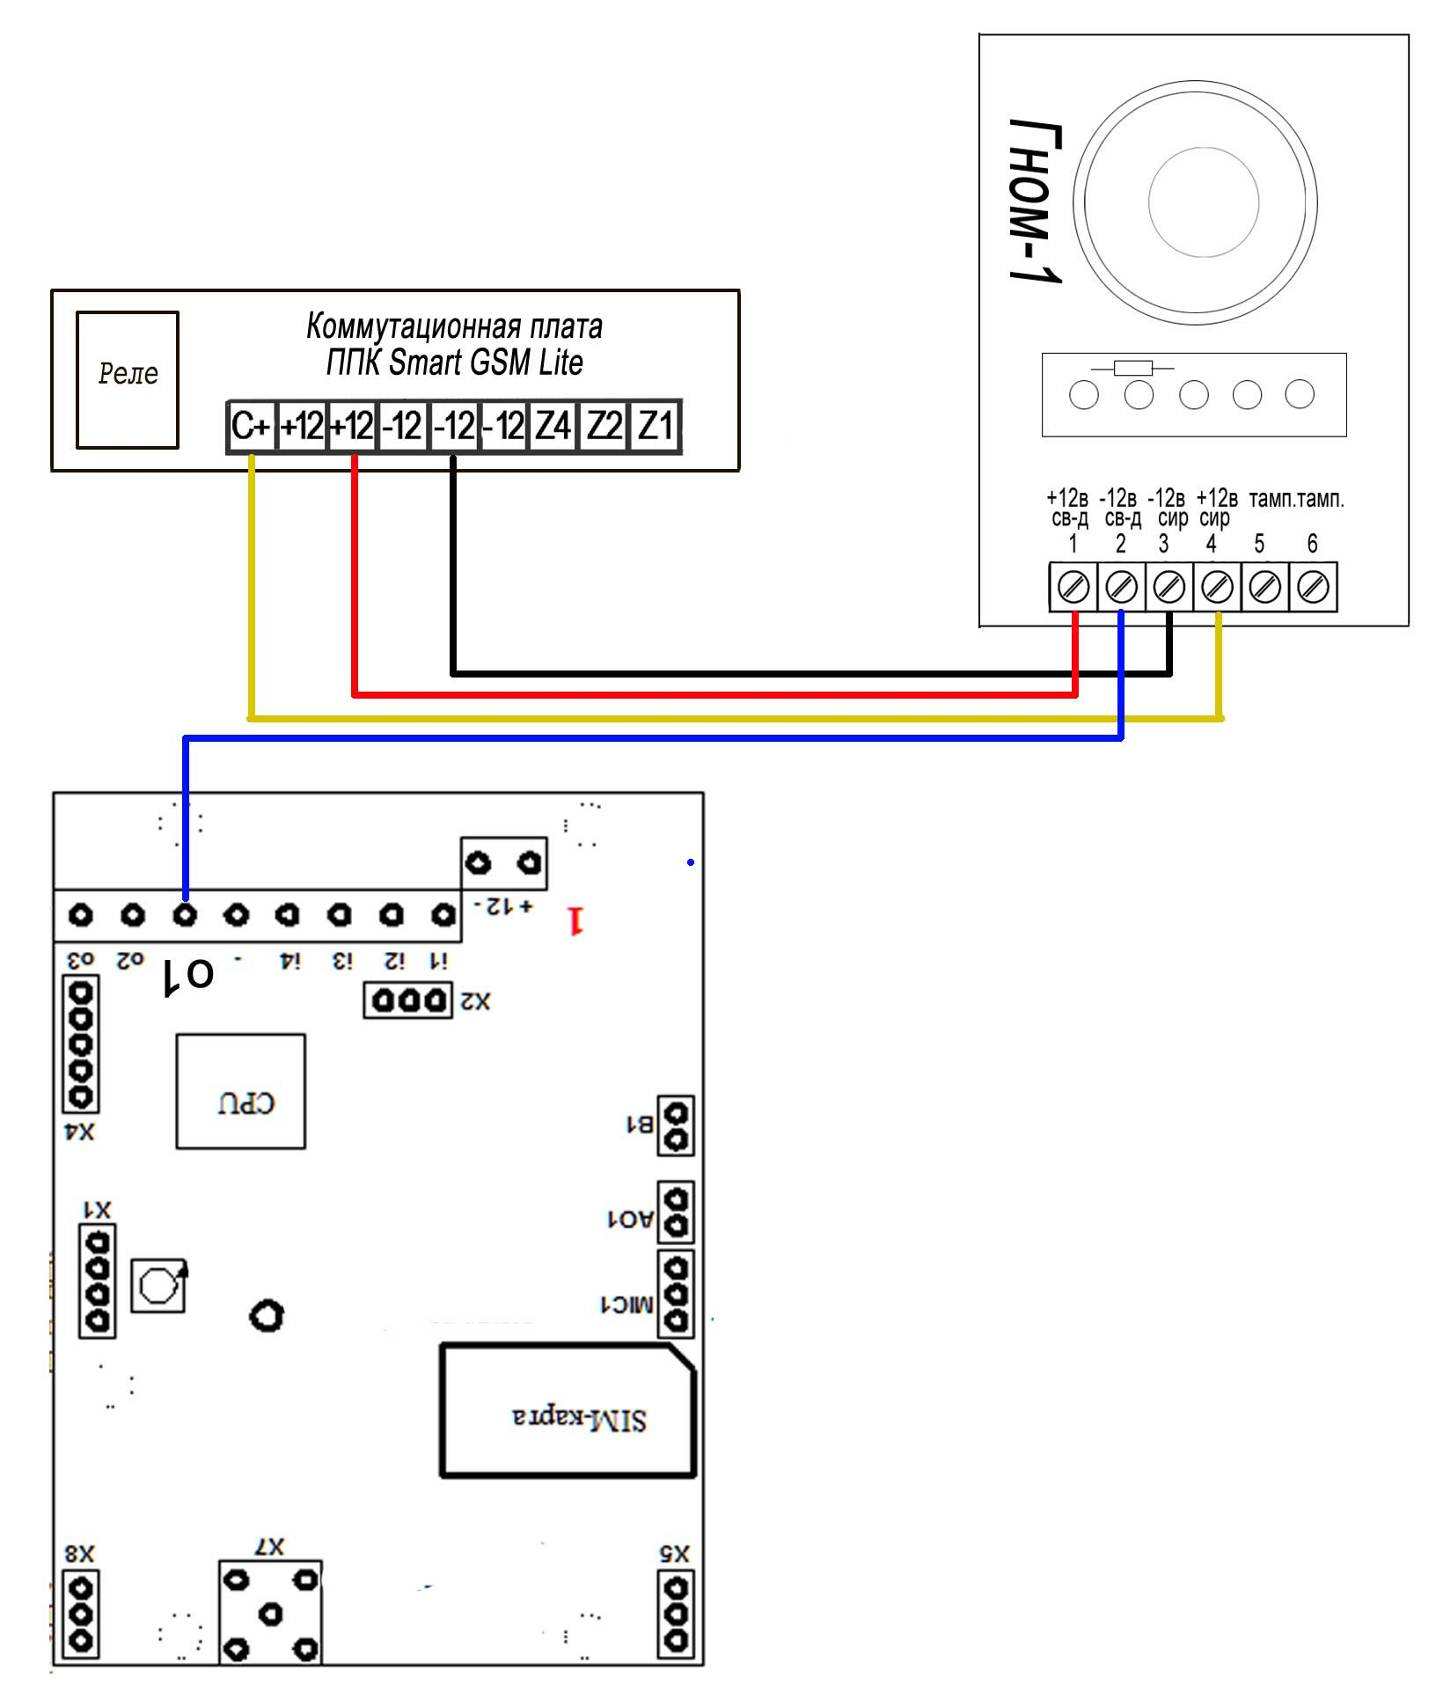 Гном-1
Коммутационная плата
ППК Smart GSM Lite
Реле
C+ +12 +12 -12 -12 -12 Z4 Z2 Z1
+12в -12в -12в +12в тамп. тамп.
св-д св-д сир сир
1 2 3 4 5 6
+12-
1
o3 o2 o1 - i4 i3 i2 i1
X2
CPU
X4
B1
X1
AO1
MIC1
SIM-карта
X8
X7
X5